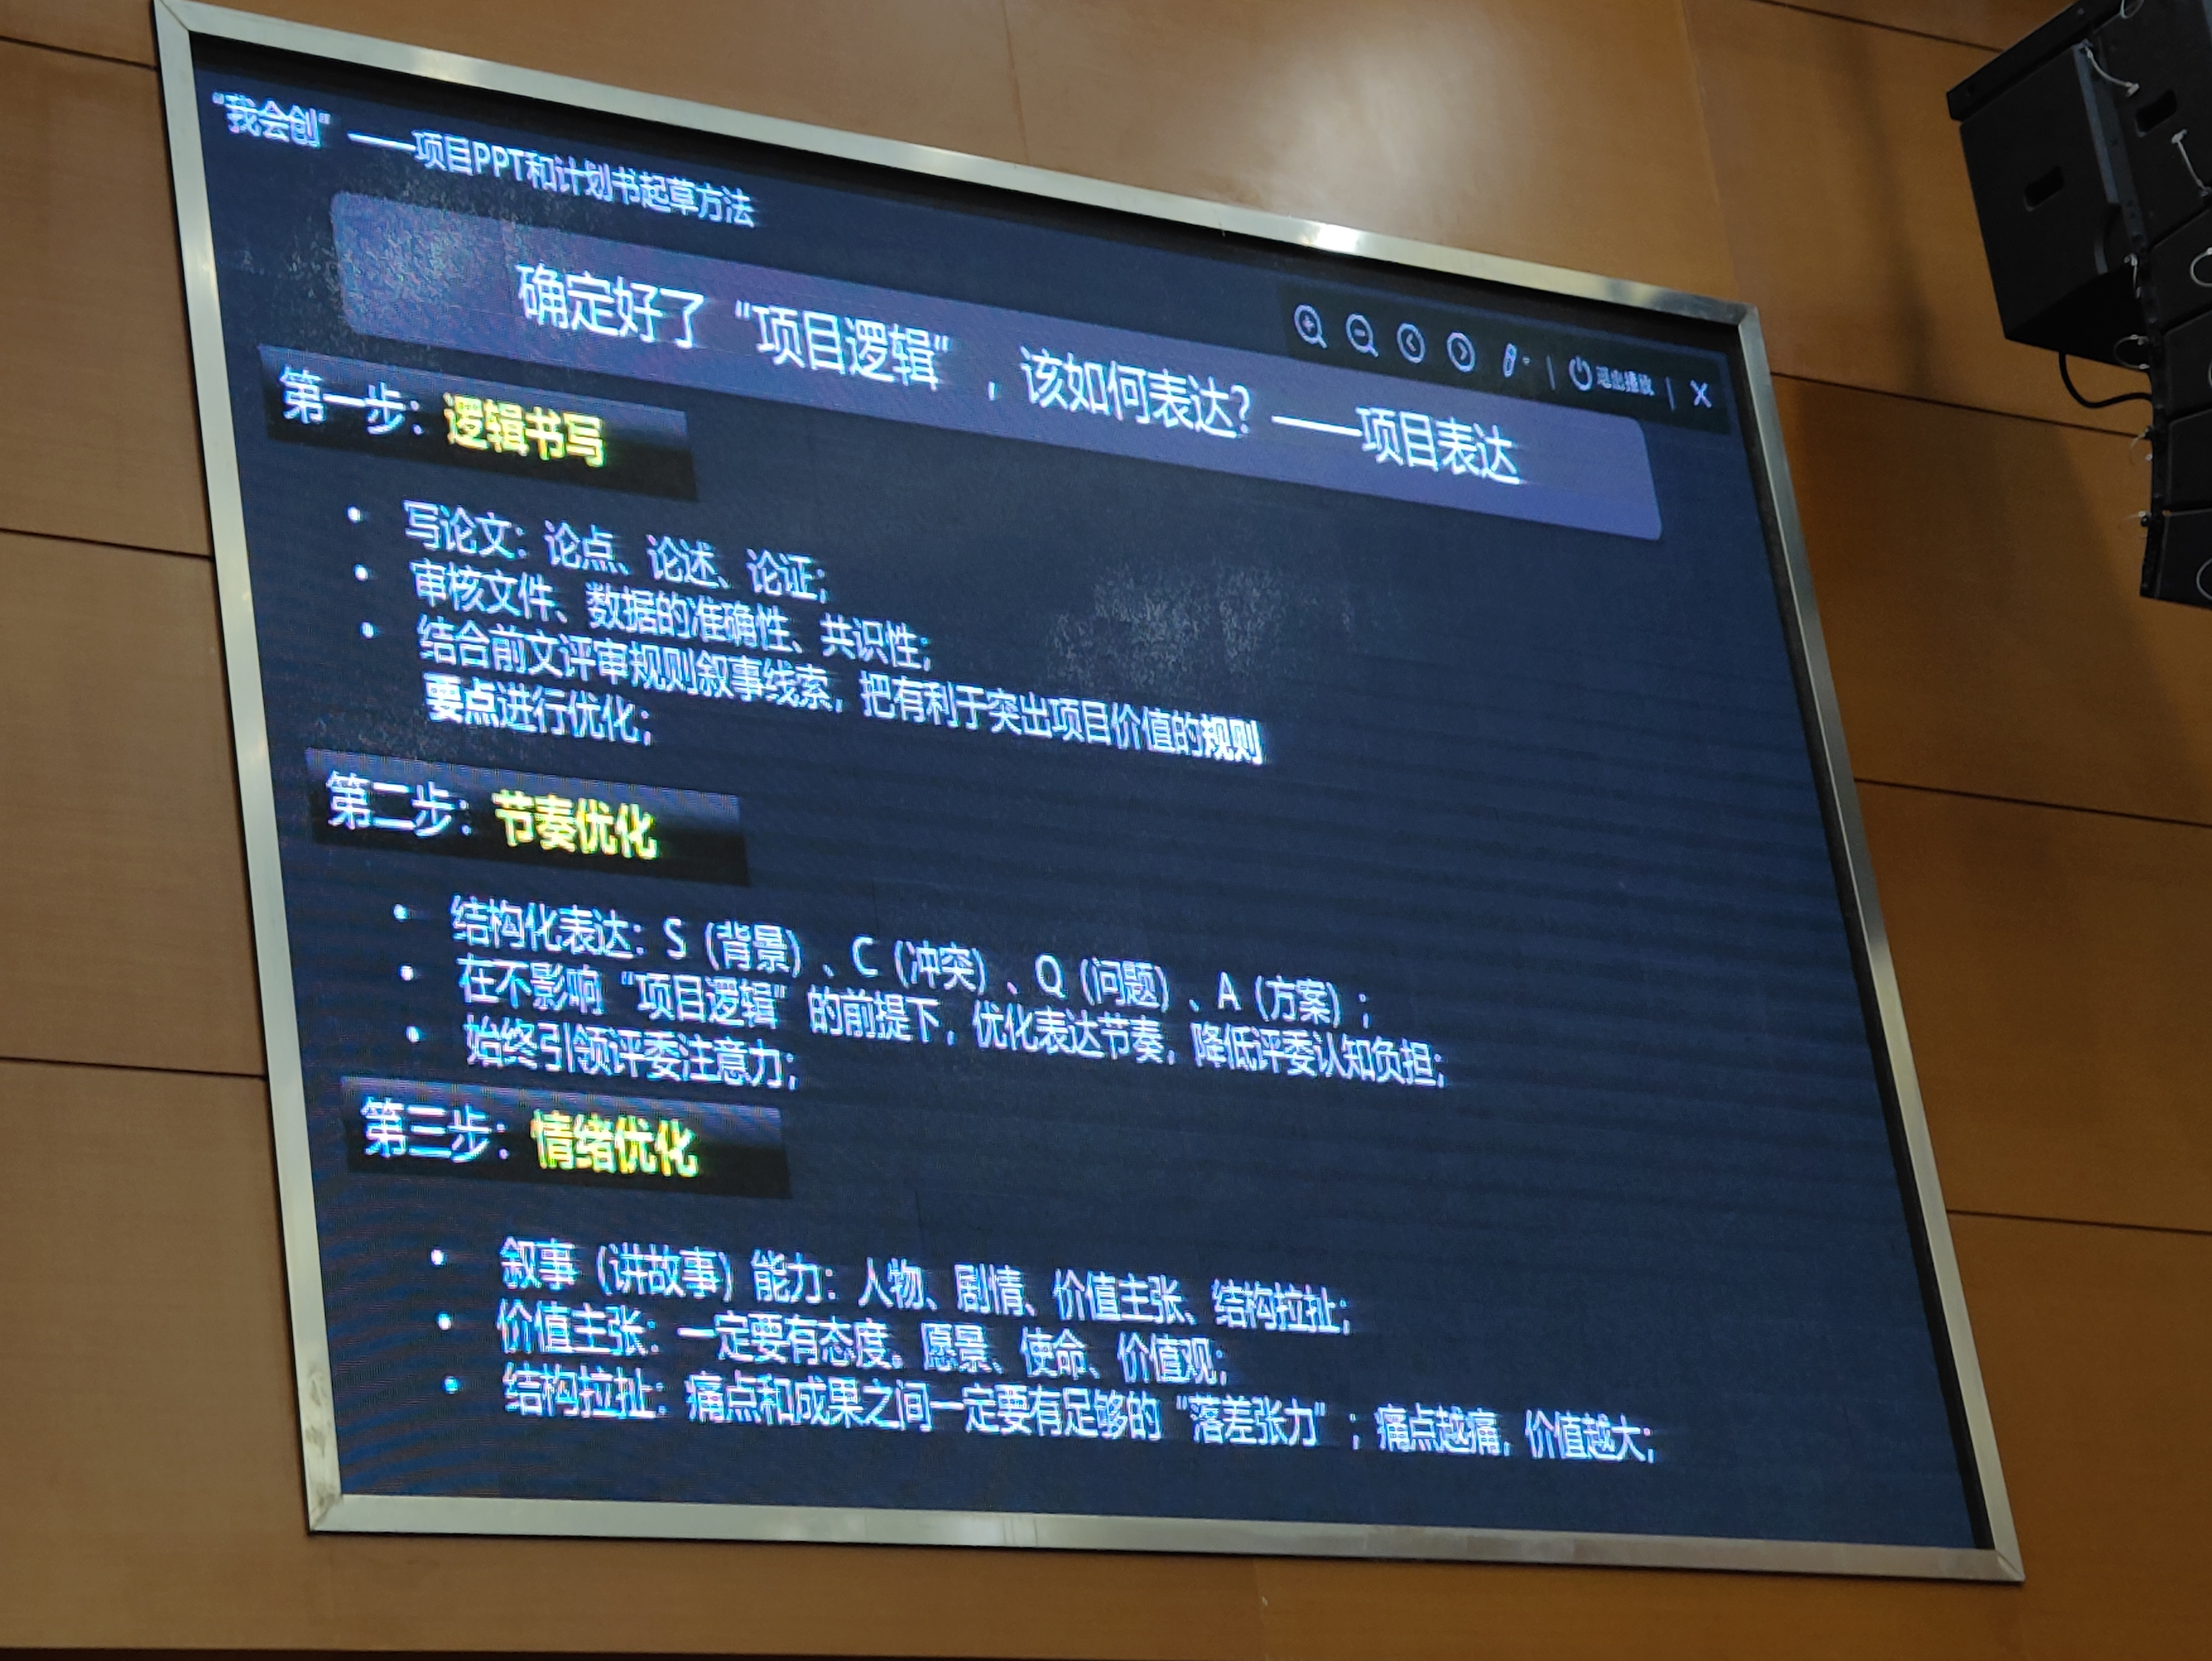 “我会创” ——项目PPT和计划书起草方法
确定好了“项目逻辑”，该如何表达？——项目表达
退出播放
第一步：逻辑书写
• 写论文：论点、论述、论证；
• 审核文件、数据的准确性、共识性；
• 结合前文评审规则叙事线索，把有利于突出项目价值的规则
要点进行优化；
第二步：节奏优化
• 结构化表达：S（背景）、C（冲突）、Q（问题）、A（方案）；
• 在不影响“项目逻辑”的前提下，优化表达节奏，降低评委认知负担；
• 始终引领评委注意力；
第三步：情绪优化
• 叙事（讲故事）能力：人物、剧情、价值主张、结构拉扯；
• 价值主张：一定要有态度。愿景、使命、价值观；
• 结构拉扯：痛点和成果之间一定要有足够的“落差张力”；痛点越痛，价值越大；